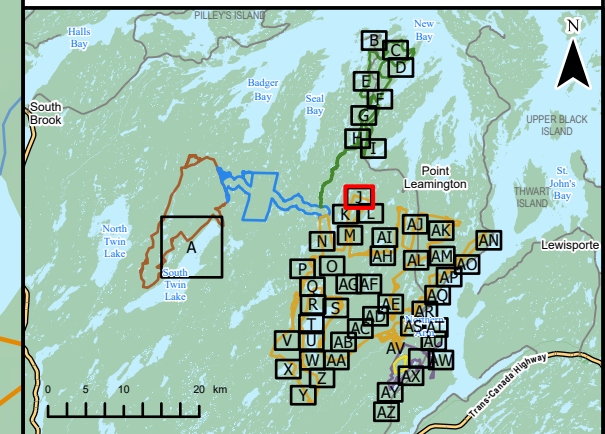 PILLEY'S ISLAND
Halls
Bay
New
Bay
N
B
C
D
Badger
Bay
E
Seal
Bay
F
South
Brook
G
UPPER BLACK
ISLAND
H
I
Point
Leamington
St.
John's
Bay
THWART
ISLAND
J
K
L
AJ
AK
North
Twin
Lake
A
N
M
AI
AN
Lewisporte
AH
AL
AM
AO
South
Twin
Lake
P
O
AP
Q
AG
AF
AQ
R
S
AE
AR
AD
T
AC
AS
AT
V
U
AB
AV
AU
W
AA
AW
X
Z
AX
Y
AY
AZ
Trans-Canada Highway
0 5 10 20 km